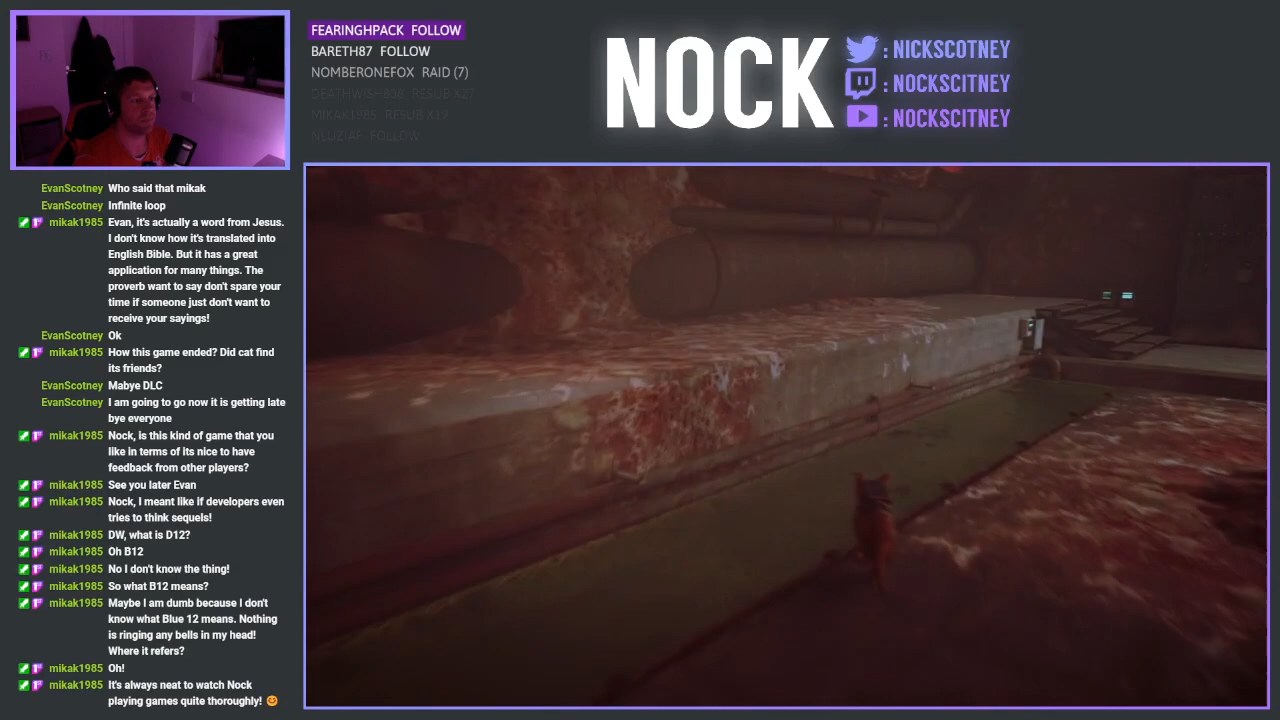 FEARINGHPACK FOLLOW
BARETH87 FOLLOW
NOMBERONEFOX RAID (7)
DEATHWISH808 RESUB X27
MIKAK1985 RESUB X19
NLUZIAF FOLLOW
NOCK
: NICKSCOTNEY
: NOCKSCITNEY
: NOCKSCITNEY
EvanScotney Who said that mikak
EvanScotney Infinite loop
mikak1985 Evan, it's actually a word from Jesus.
I don't know how it's translated into
English Bible. But it has a great
application for many things. The
proverb want to say don't spare your
time if someone just don't want to
receive your sayings!
EvanScotney Ok
mikak1985 How this game ended? Did cat find
its friends?
EvanScotney Mabye DLC
EvanScotney I am going to go now it is getting late
bye everyone
mikak1985 Nock, is this kind of game that you
like in terms of its nice to have
feedback from other players?
mikak1985 See you later Evan
mikak1985 Nock, I meant like if developers even
tries to think sequels!
mikak1985 DW, what is D12?
mikak1985 Oh B12
mikak1985 No I don't know the thing!
mikak1985 So what B12 means?
mikak1985 Maybe I am dumb because I don't
know what Blue 12 means. Nothing
is ringing any bells in my head!
Where it refers?
mikak1985 Oh!
mikak1985 It's always neat to watch Nock
playing games quite thoroughly! 😊